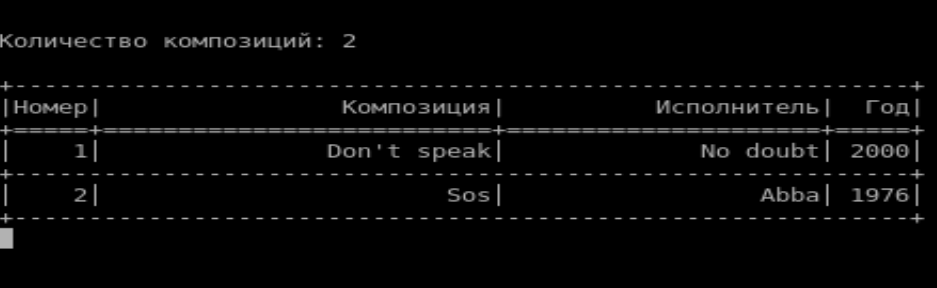 Количество композиций: 2
+------------------------------------------------------------+
|Номер|                Композиция|           Исполнитель|  Год|
+=====+==========================+=====================+=====+
|    1|               Don't speak|              No doubt| 2000|
+------------------------------------------------------------+
|    2|                       Sos|                  Abba| 1976|
+------------------------------------------------------------+